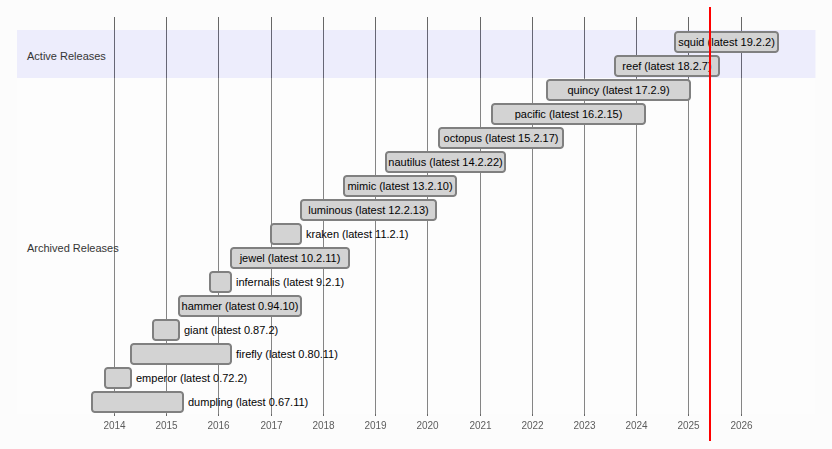 squid (latest 19.2.2)
Active Releases
reef (latest 18.2.7)
quincy (latest 17.2.9)
pacific (latest 16.2.15)
octopus (latest 15.2.17)
nautilus (latest 14.2.22)
mimic (latest 13.2.10)
luminous (latest 12.2.13)
kraken (latest 11.2.1)
Archived Releases
jewel (latest 10.2.11)
infernalis (latest 9.2.1)
hammer (latest 0.94.10)
giant (latest 0.87.2)
firefly (latest 0.80.11)
emperor (latest 0.72.2)
dumpling (latest 0.67.11)
2014 2015 2016 2017 2018 2019 2020 2021 2022 2023 2024 2025 2026